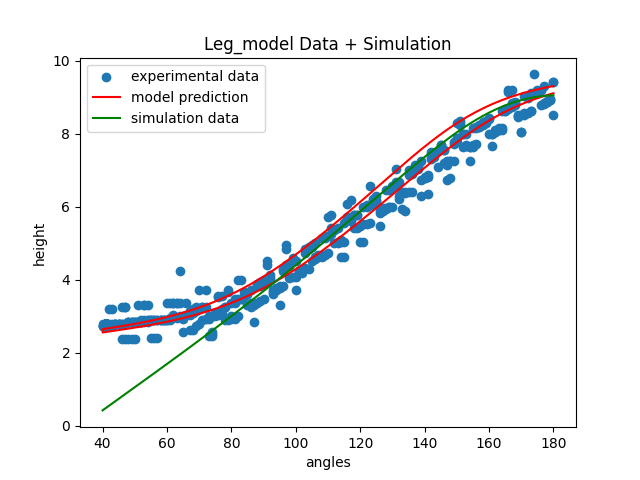 Leg_model Data + Simulation
experimental data
model prediction
simulation data
10
8
6
4
2
0
height
40 60 80 100 120 140 160 180
angles